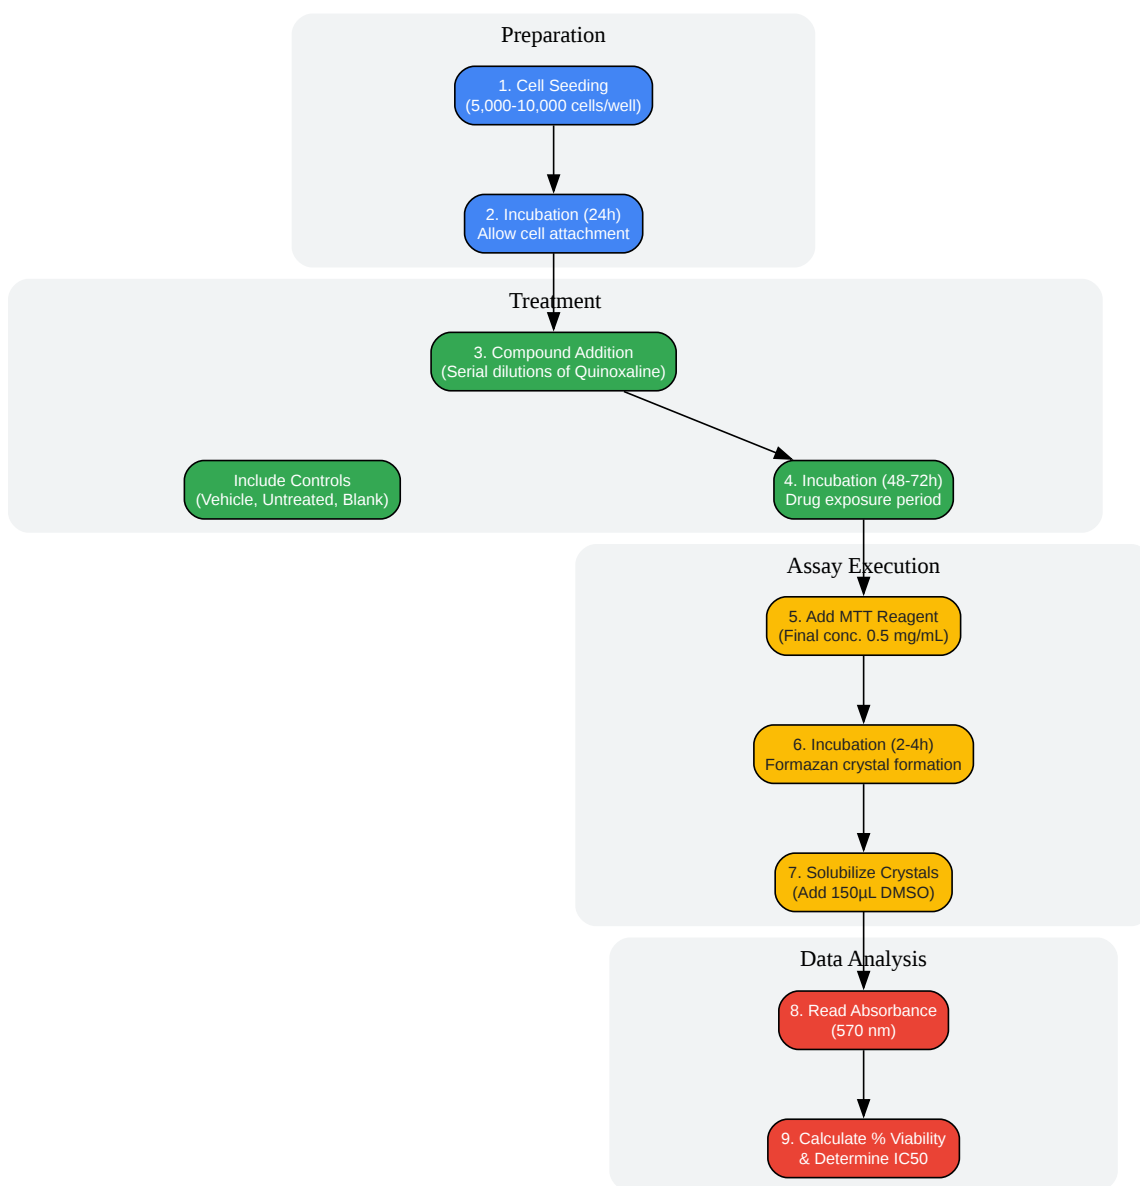 Preparation
1. Cell Seeding
(5,000-10,000 cells/well)
2. Incubation (24h)
Allow cell attachment
Treatment
3. Compound Addition
(Serial dilutions of Quinoxaline)
Include Controls
(Vehicle, Untreated, Blank)
4. Incubation (48-72h)
Drug exposure period
Assay Execution
5. Add MTT Reagent
(Final conc. 0.5 mg/mL)
6. Incubation (2-4h)
Formazan crystal formation
7. Solubilize Crystals
(Add 150µL DMSO)
Data Analysis
8. Read Absorbance
(570 nm)
9. Calculate % Viability
& Determine IC50